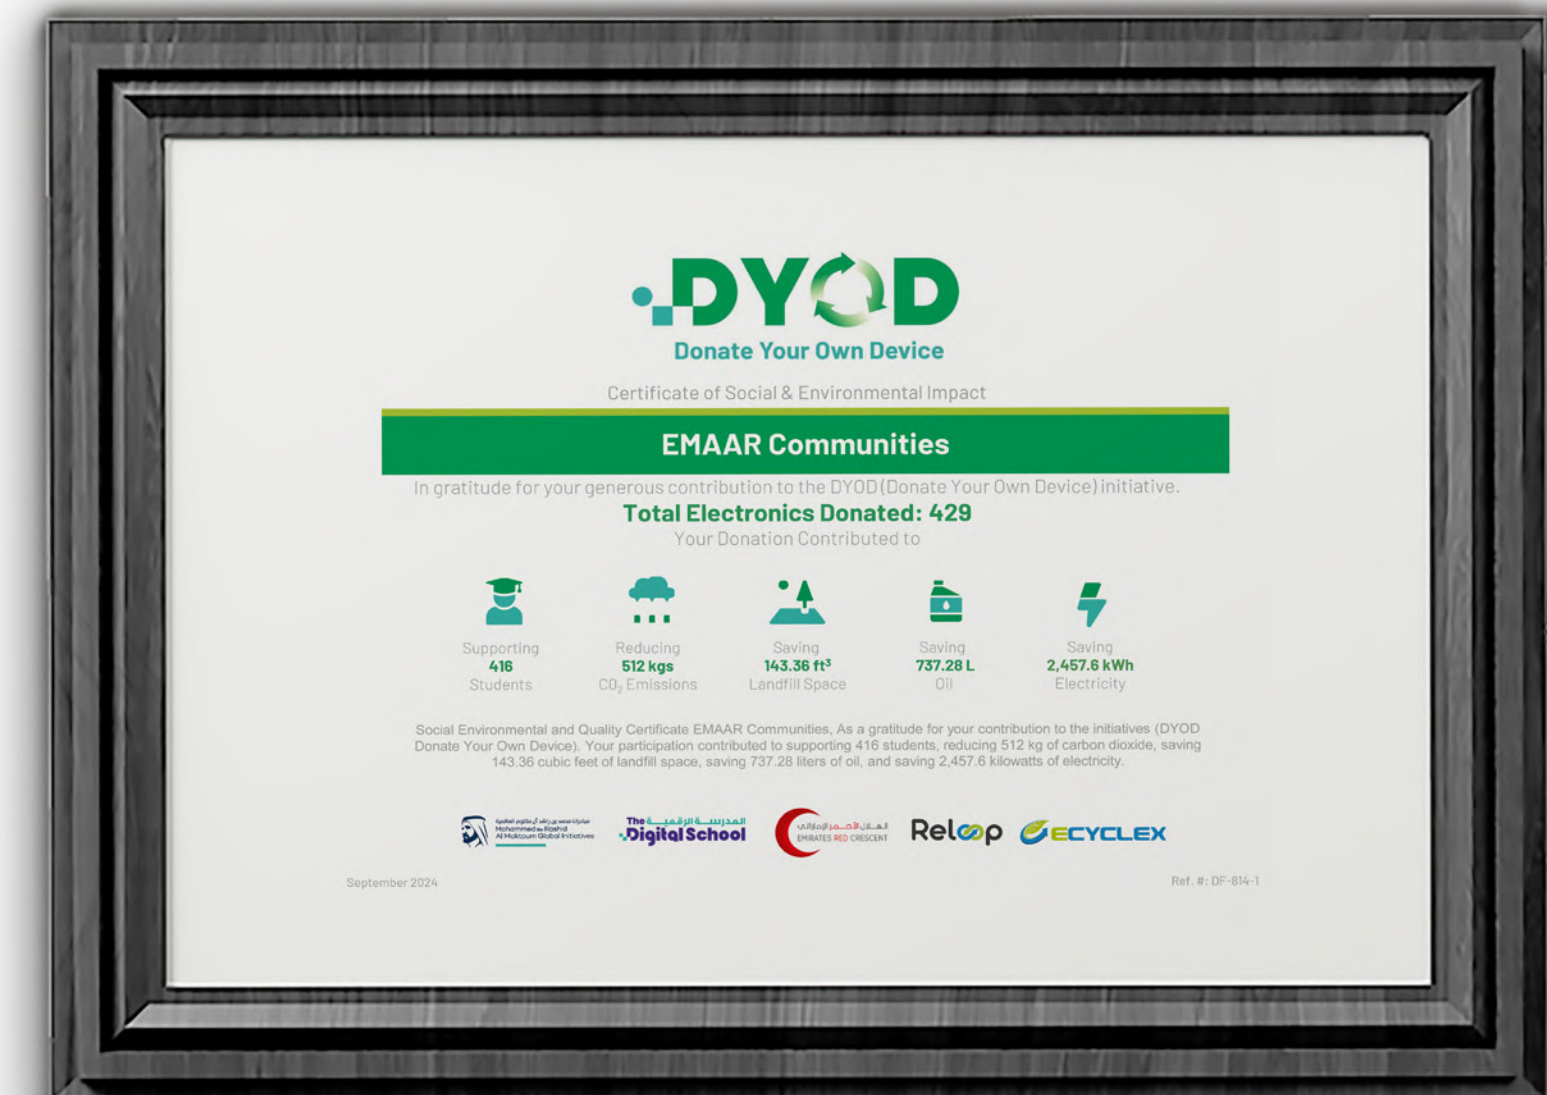 DYOD
Donate Your Own Device
Certificate of Social & Environmental Impact
EMAAR Communities
In gratitude for your generous contribution to the DYOD (Donate Your Own Device) initiative.
Total Electronics Donated: 429
Your Donation Contributed to
Supporting
416
Students
Reducing
512 kgs
CO₂ Emissions
Saving
143.36 ft³
Landfill Space
Saving
737.28 L
Oil
Saving
2,457.6 kWh
Electricity
Social Environmental and Quality Certificate EMAAR Communities, As a gratitude for your contribution to the initiatives (DYOD
Donate Your Own Device). Your participation contributed to supporting 416 students, reducing 512 kg of carbon dioxide, saving
143.36 cubic feet of landfill space, saving 737.28 liters of oil, and saving 2,457.6 kilowatts of electricity.
مبادرات محمد بن راشد آل مكتوم العالمية
Mohammed Bin Rashid
Al Maktoum Global Initiatives
The المدرسة الرقمية
Digital School
الهلال الأحمر الإماراتي
EMIRATES RED CRESCENT
Reloop
ECYCLEX
September 2024
Ref. #: DF-814-1